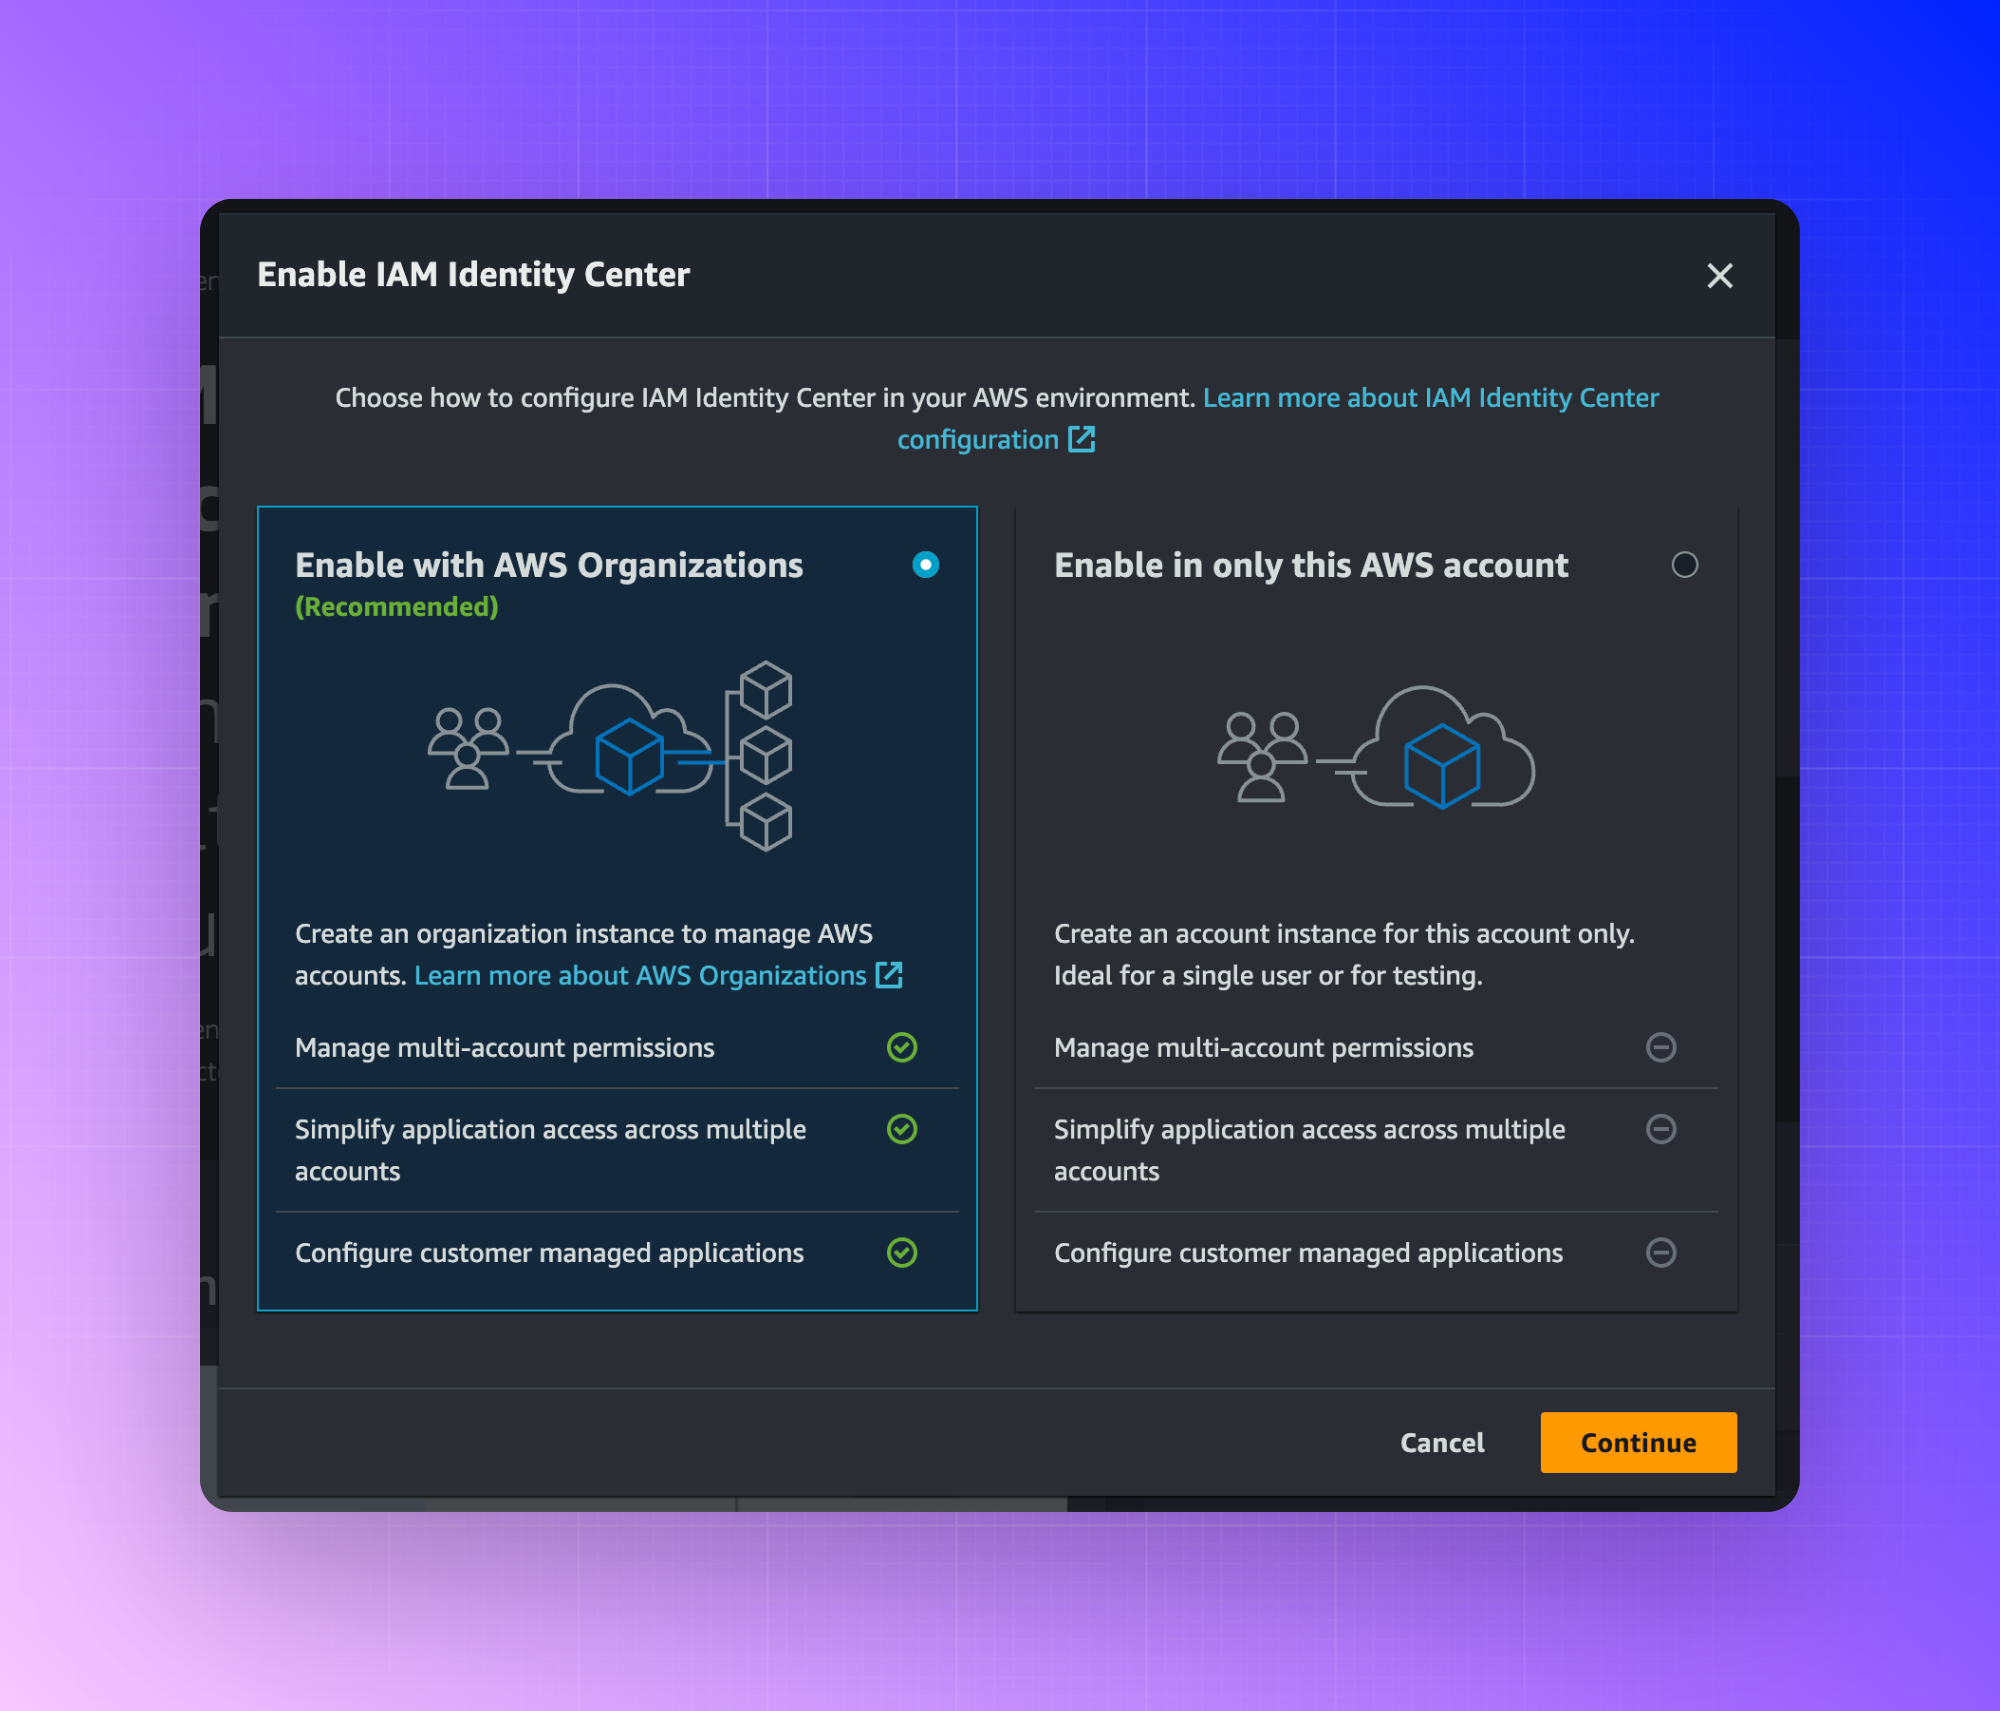 Enable IAM Identity Center
Choose how to configure IAM Identity Center in your AWS environment. Learn more about IAM Identity Center
configuration
Enable with AWS Organizations
(Recommended)
Create an organization instance to manage AWS
accounts. Learn more about AWS Organizations
Manage multi-account permissions
Simplify application access across multiple
accounts
Configure customer managed applications
Enable in only this AWS account
Create an account instance for this account only.
Ideal for a single user or for testing.
Manage multi-account permissions
Simplify application access across multiple
accounts
Configure customer managed applications
Cancel
Continue